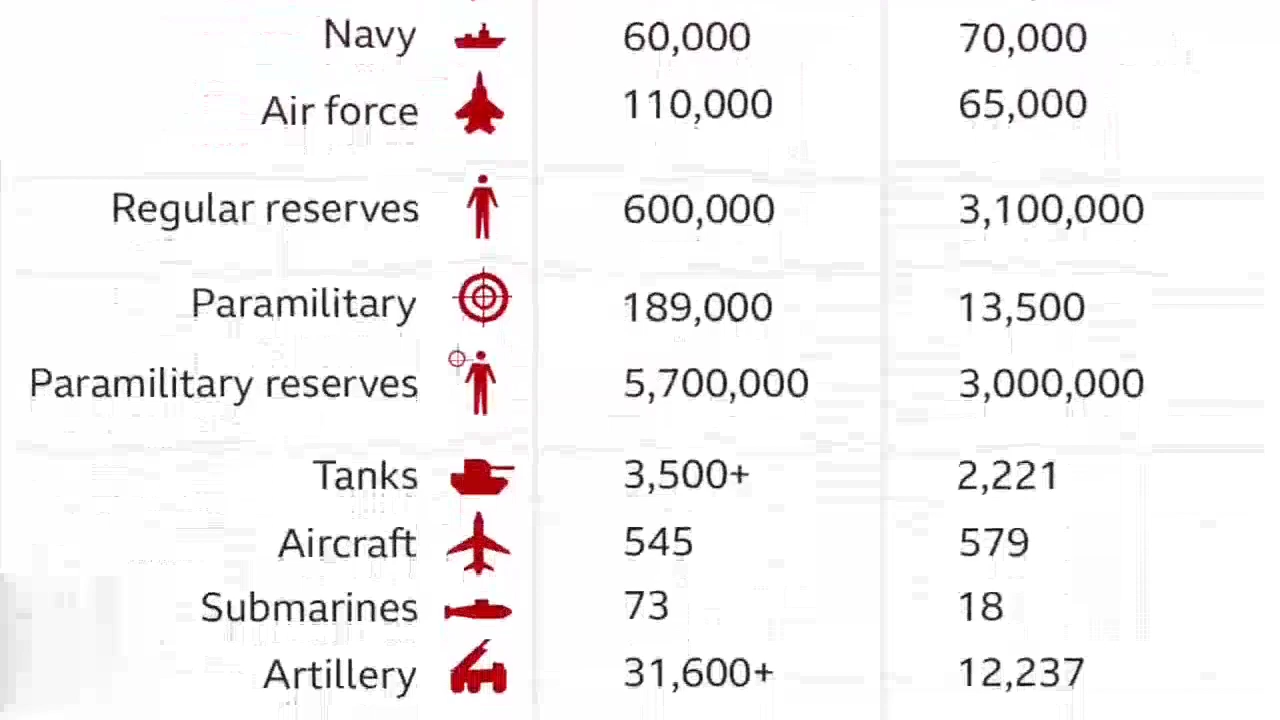 Navy 60,000 70,000
Air force 110,000 65,000
Regular reserves 600,000 3,100,000
Paramilitary 189,000 13,500
Paramilitary reserves 5,700,000 3,000,000
Tanks 3,500+ 2,221
Aircraft 545 579
Submarines 73 18
Artillery 31,600+ 12,237